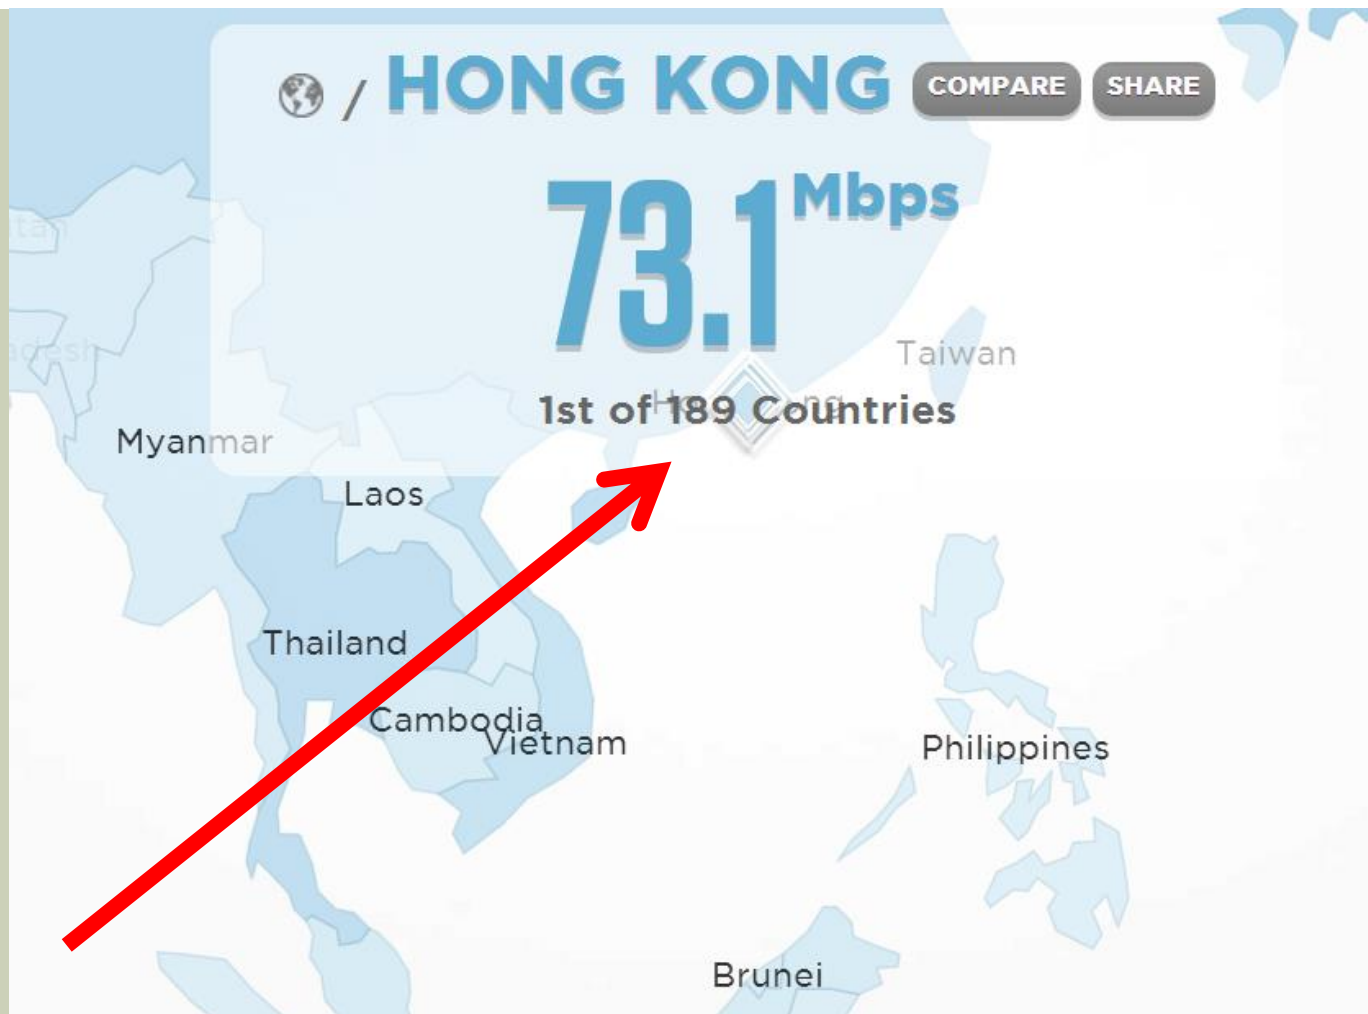 / HONG KONG COMPARE SHARE
73.1 Mbps
Taiwan
1st of 189 Countries
Myanmar
Laos
Thailand
Cambodia
Vietnam
Philippines
Brunei